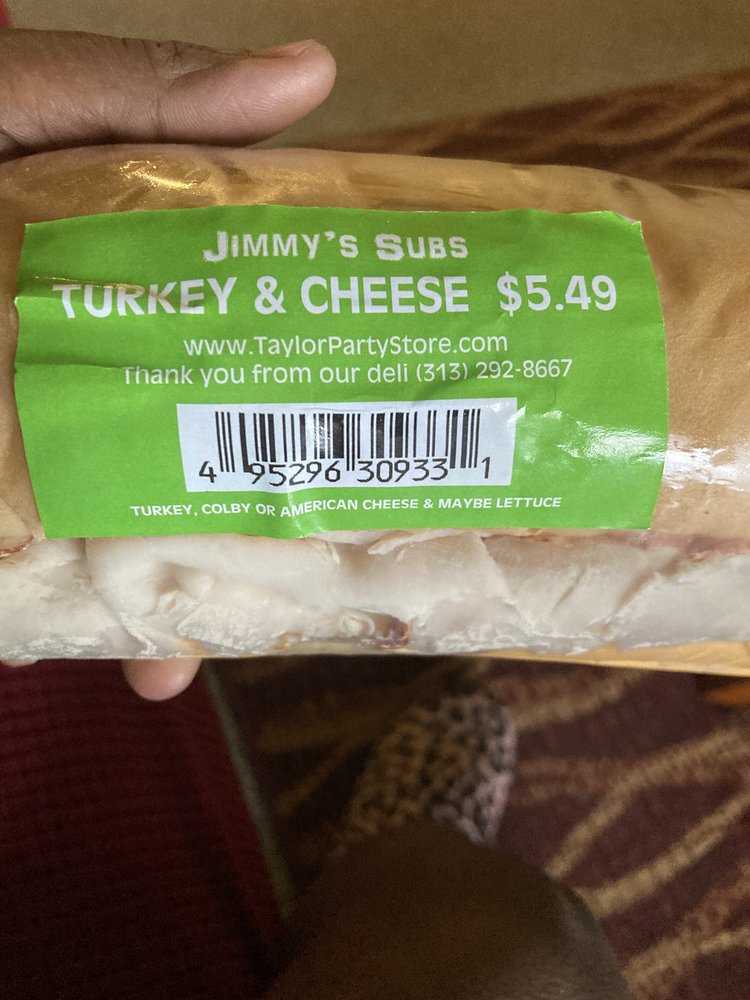 JIMMY'S SUBS
TURKEY & CHEESE $5.49
www.TaylorPartyStore.com
Thank you from our deli (313) 292-8667
4 95296 30933 1
TURKEY, COLBY OR AMERICAN CHEESE & MAYBE LETTUCE